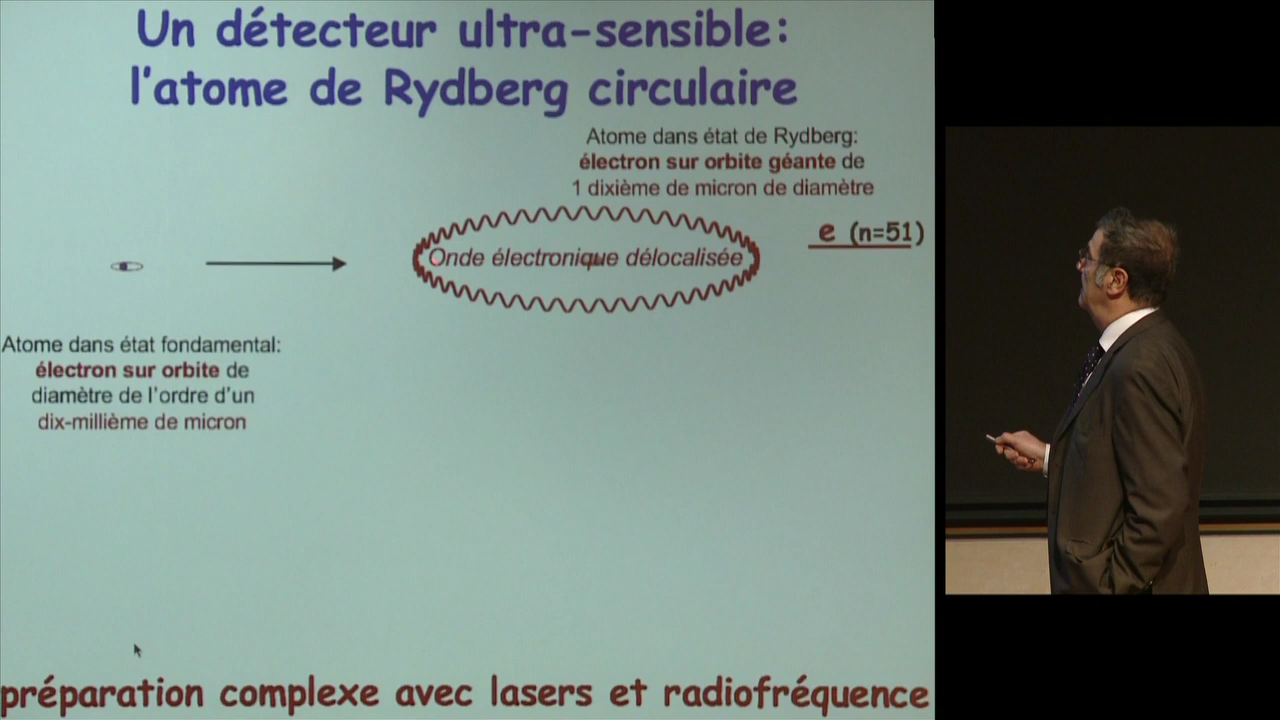 Un détecteur ultra-sensible:
l'atome de Rydberg circulaire
Atome dans état de Rydberg:
électron sur orbite géante de
1 dixième de micron de diamètre
e (n=51)
Onde électronique délocalisée
Atome dans état fondamental:
électron sur orbite de
diamètre de l'ordre d'un
dix-millième de micron
préparation complexe avec lasers et radiofréquence